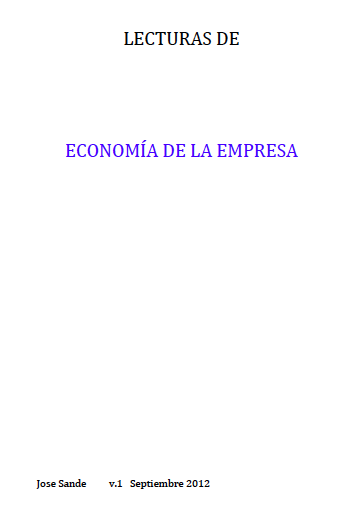 LECTURAS DE
ECONOMÍA DE LA EMPRESA
Jose Sande v.1 Septiembre 2012